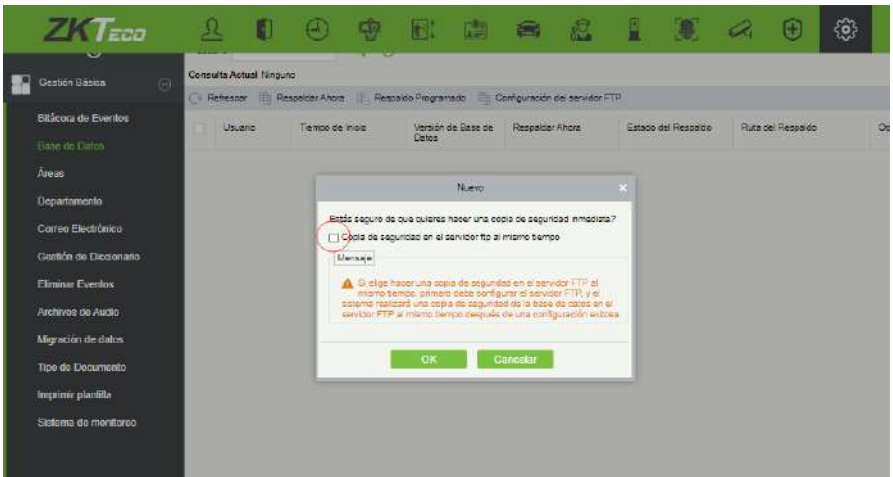 ZKTeco
Consulta Actual Ninguno
Gestión Básica
Refrescar Respaldar Ahora Respaldo Programado Configuración del servidor FTP
Bitácora de Eventos
Usuario Tiempo de Inicio Versión de Base de Datos Respaldar Ahora Estado del Respaldo Ruta del Respaldo
Base de Datos
Áreas
Departamento
Correo Electrónico
Gestión de Diccionario
Eliminar Eventos
Archivos de Audio
Migración de datos
Tipo de Documento
Imprimir plantilla
Sistema de monitoreo
Nuevo
Estás seguro de que quieres hacer una copia de seguridad inmediata?
Copia de seguridad en el servidor ftp al mismo tiempo
Mensaje
Si elige hacer una copia de seguridad en el servidor FTP al
mismo tiempo, primero debe configurar el servidor FTP, y el
sistema realizará una copia de seguridad de la base de datos en el
servidor FTP al mismo tiempo después de una configuración exitosa
OK Cancelar